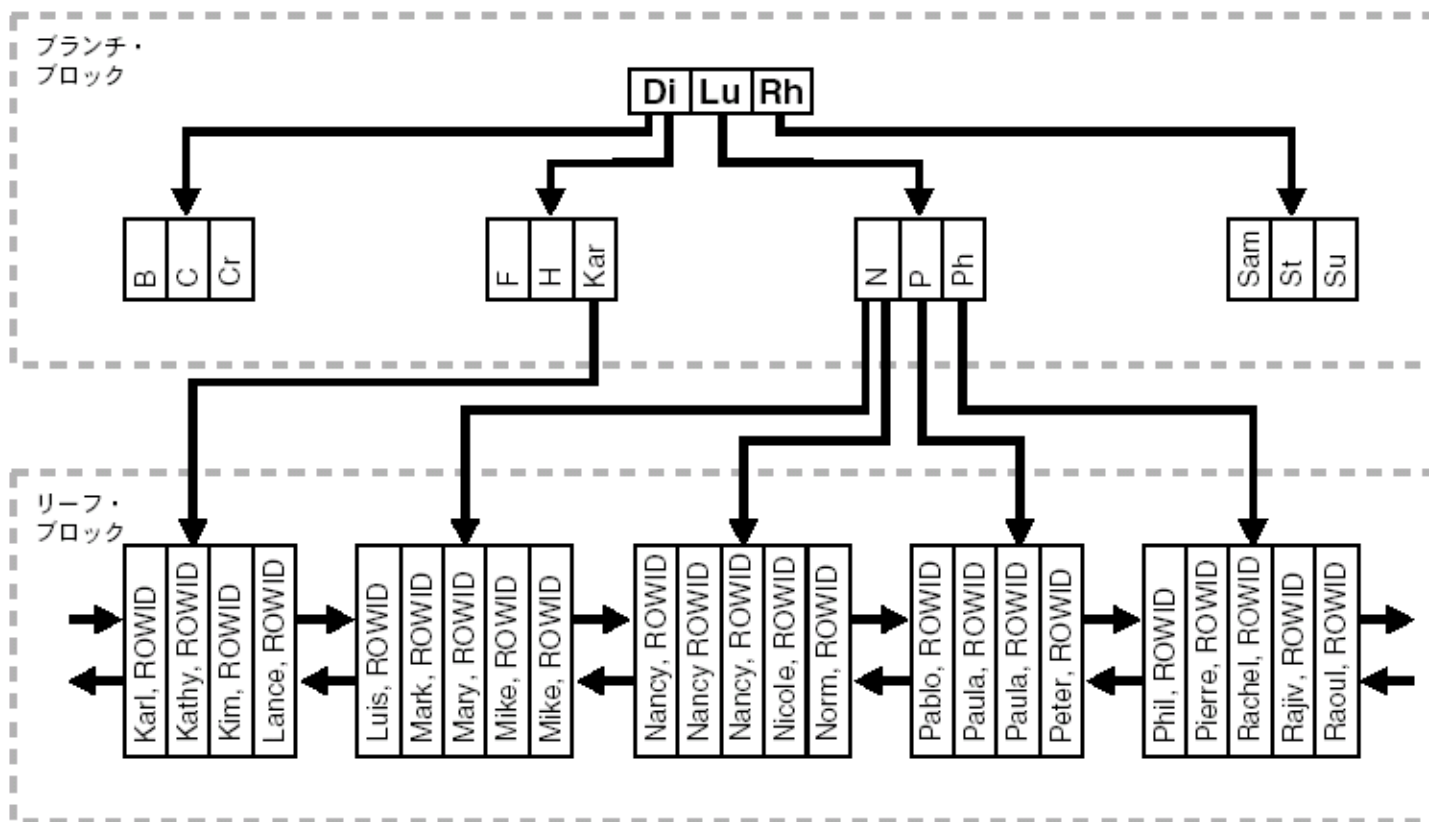 ブランチ・
ブロック
Di Lu Rh
B
C
Cr
F
H
Kar
N
P
Ph
Sam
St
Su
リーフ・
ブロック
Karl, ROWID
Kathy, ROWID
Kim, ROWID
Lance, ROWID
Luis, ROWID
Mark, ROWID
Mary, ROWID
Mike, ROWID
Mike, ROWID
Nancy, ROWID
Nancy ROWID
Nancy, ROWID
Nicole, ROWID
Norm, ROWID
Pablo, ROWID
Paula, ROWID
Paula, ROWID
Peter, ROWID
Phil, ROWID
Pierre, ROWID
Rachel, ROWID
Rajiv, ROWID
Raoul, ROWID